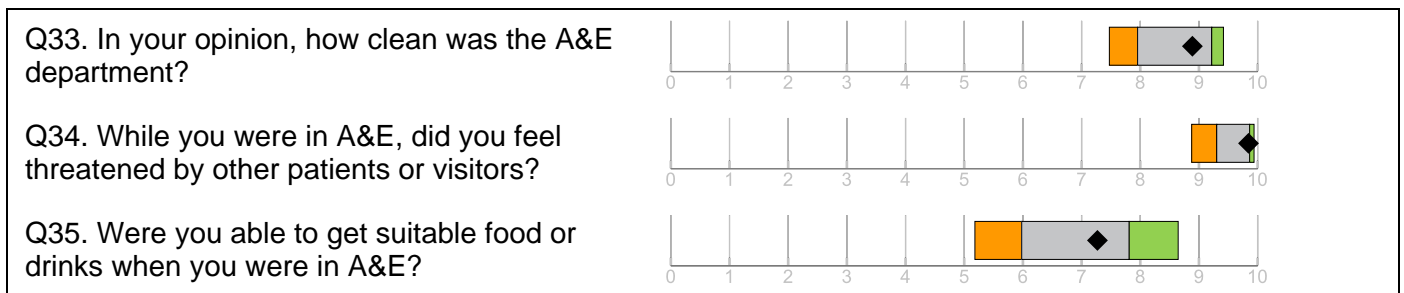 Q33. In your opinion, how clean was the A&E
department?
0 1 2 3 4 5 6 7 8 9 10
Q34. While you were in A&E, did you feel
threatened by other patients or visitors?
0 1 2 3 4 5 6 7 8 9 10
Q35. Were you able to get suitable food or
drinks when you were in A&E?
0 1 2 3 4 5 6 7 8 9 10